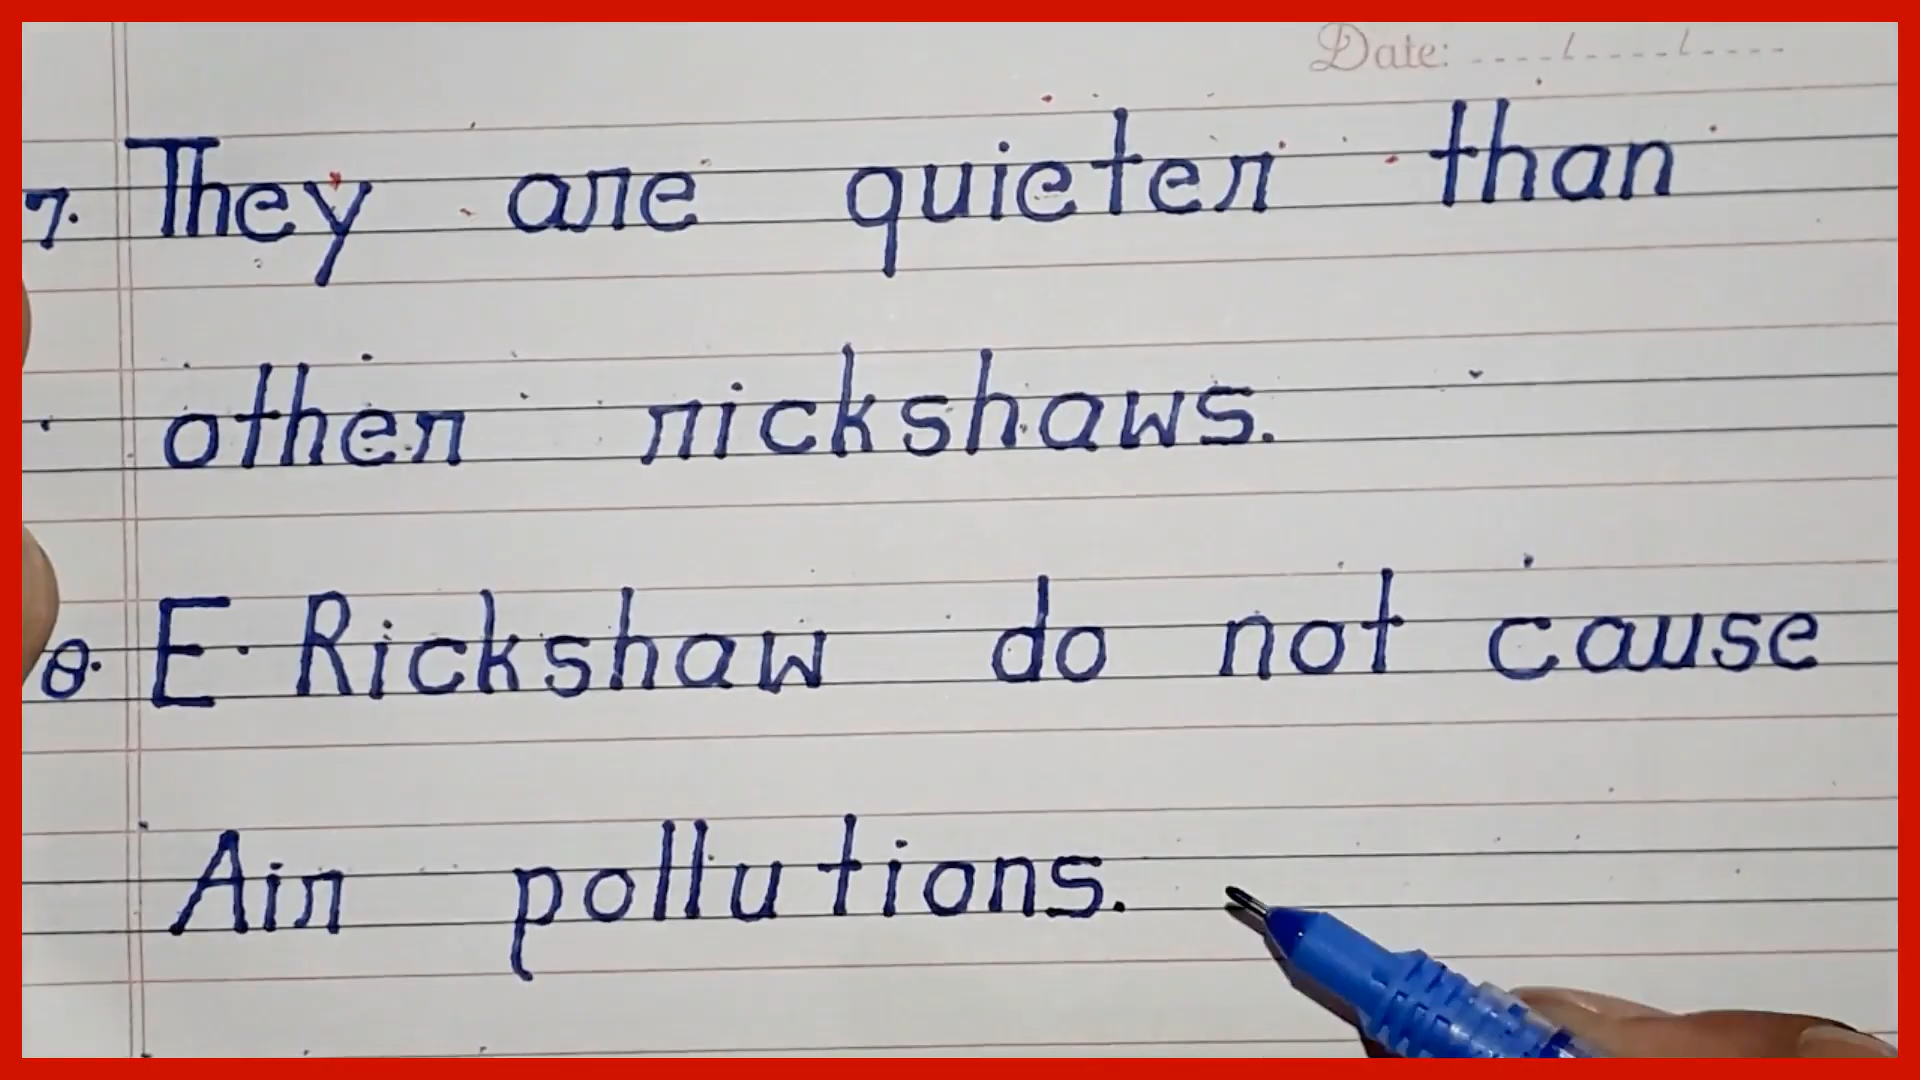 Date: ..../..../....
7. They are quieter than
other rickshaws.
8. E. Rickshaw do not cause
Air pollutions.